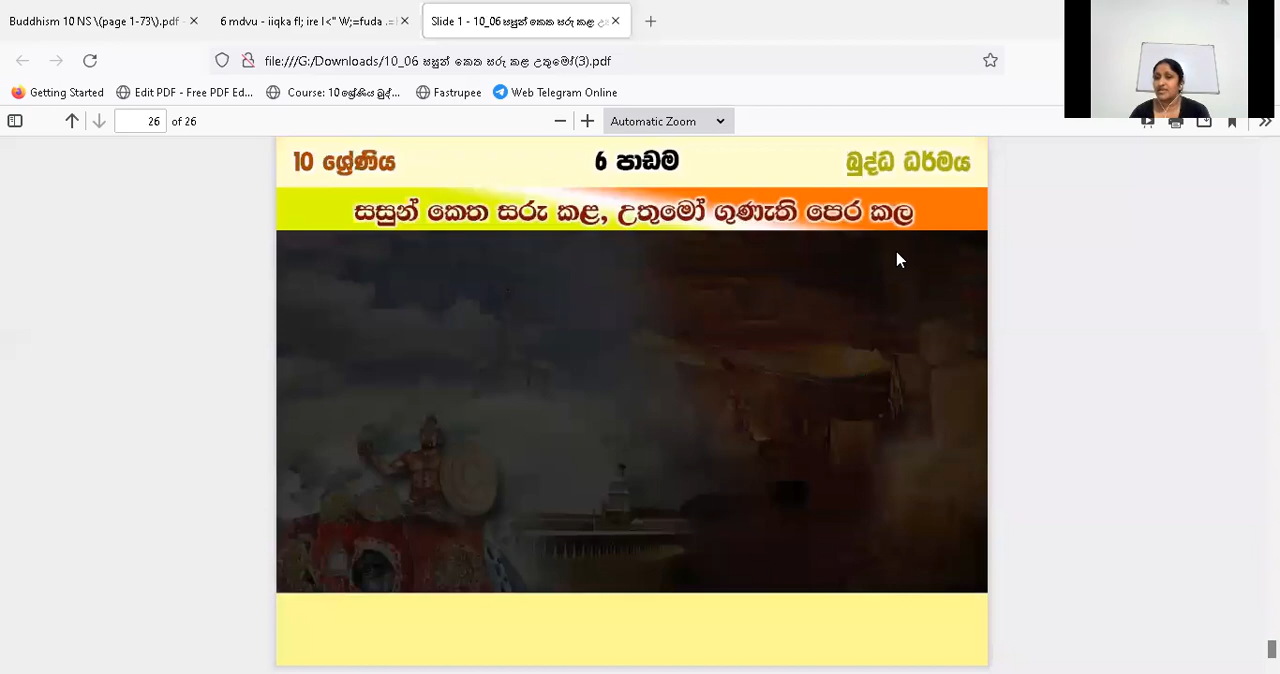 Buddhism 10 NS \(page 1-73\).pdf
6 mdvu - iiqka fl; ire l<" W;=fuda .=
Slide 1 - 10_06 සසුන් කෙත සරු කළ උ
file:///G:/Downloads/10_06 සසුන් කෙත සරු කළ උතුමෝ(3).pdf
Getting Started
Edit PDF - Free PDF Ed...
Course: 10 ශ්‍රේණිය බුද්...
Fastrupee
Web Telegram Online
26 of 26
Automatic Zoom
10 ශ්‍රේණිය
6 පාඩම
බුද්ධ ධර්මය
සසුන් කෙත සරු කළ, උතුමෝ ගුණැති පෙර කල